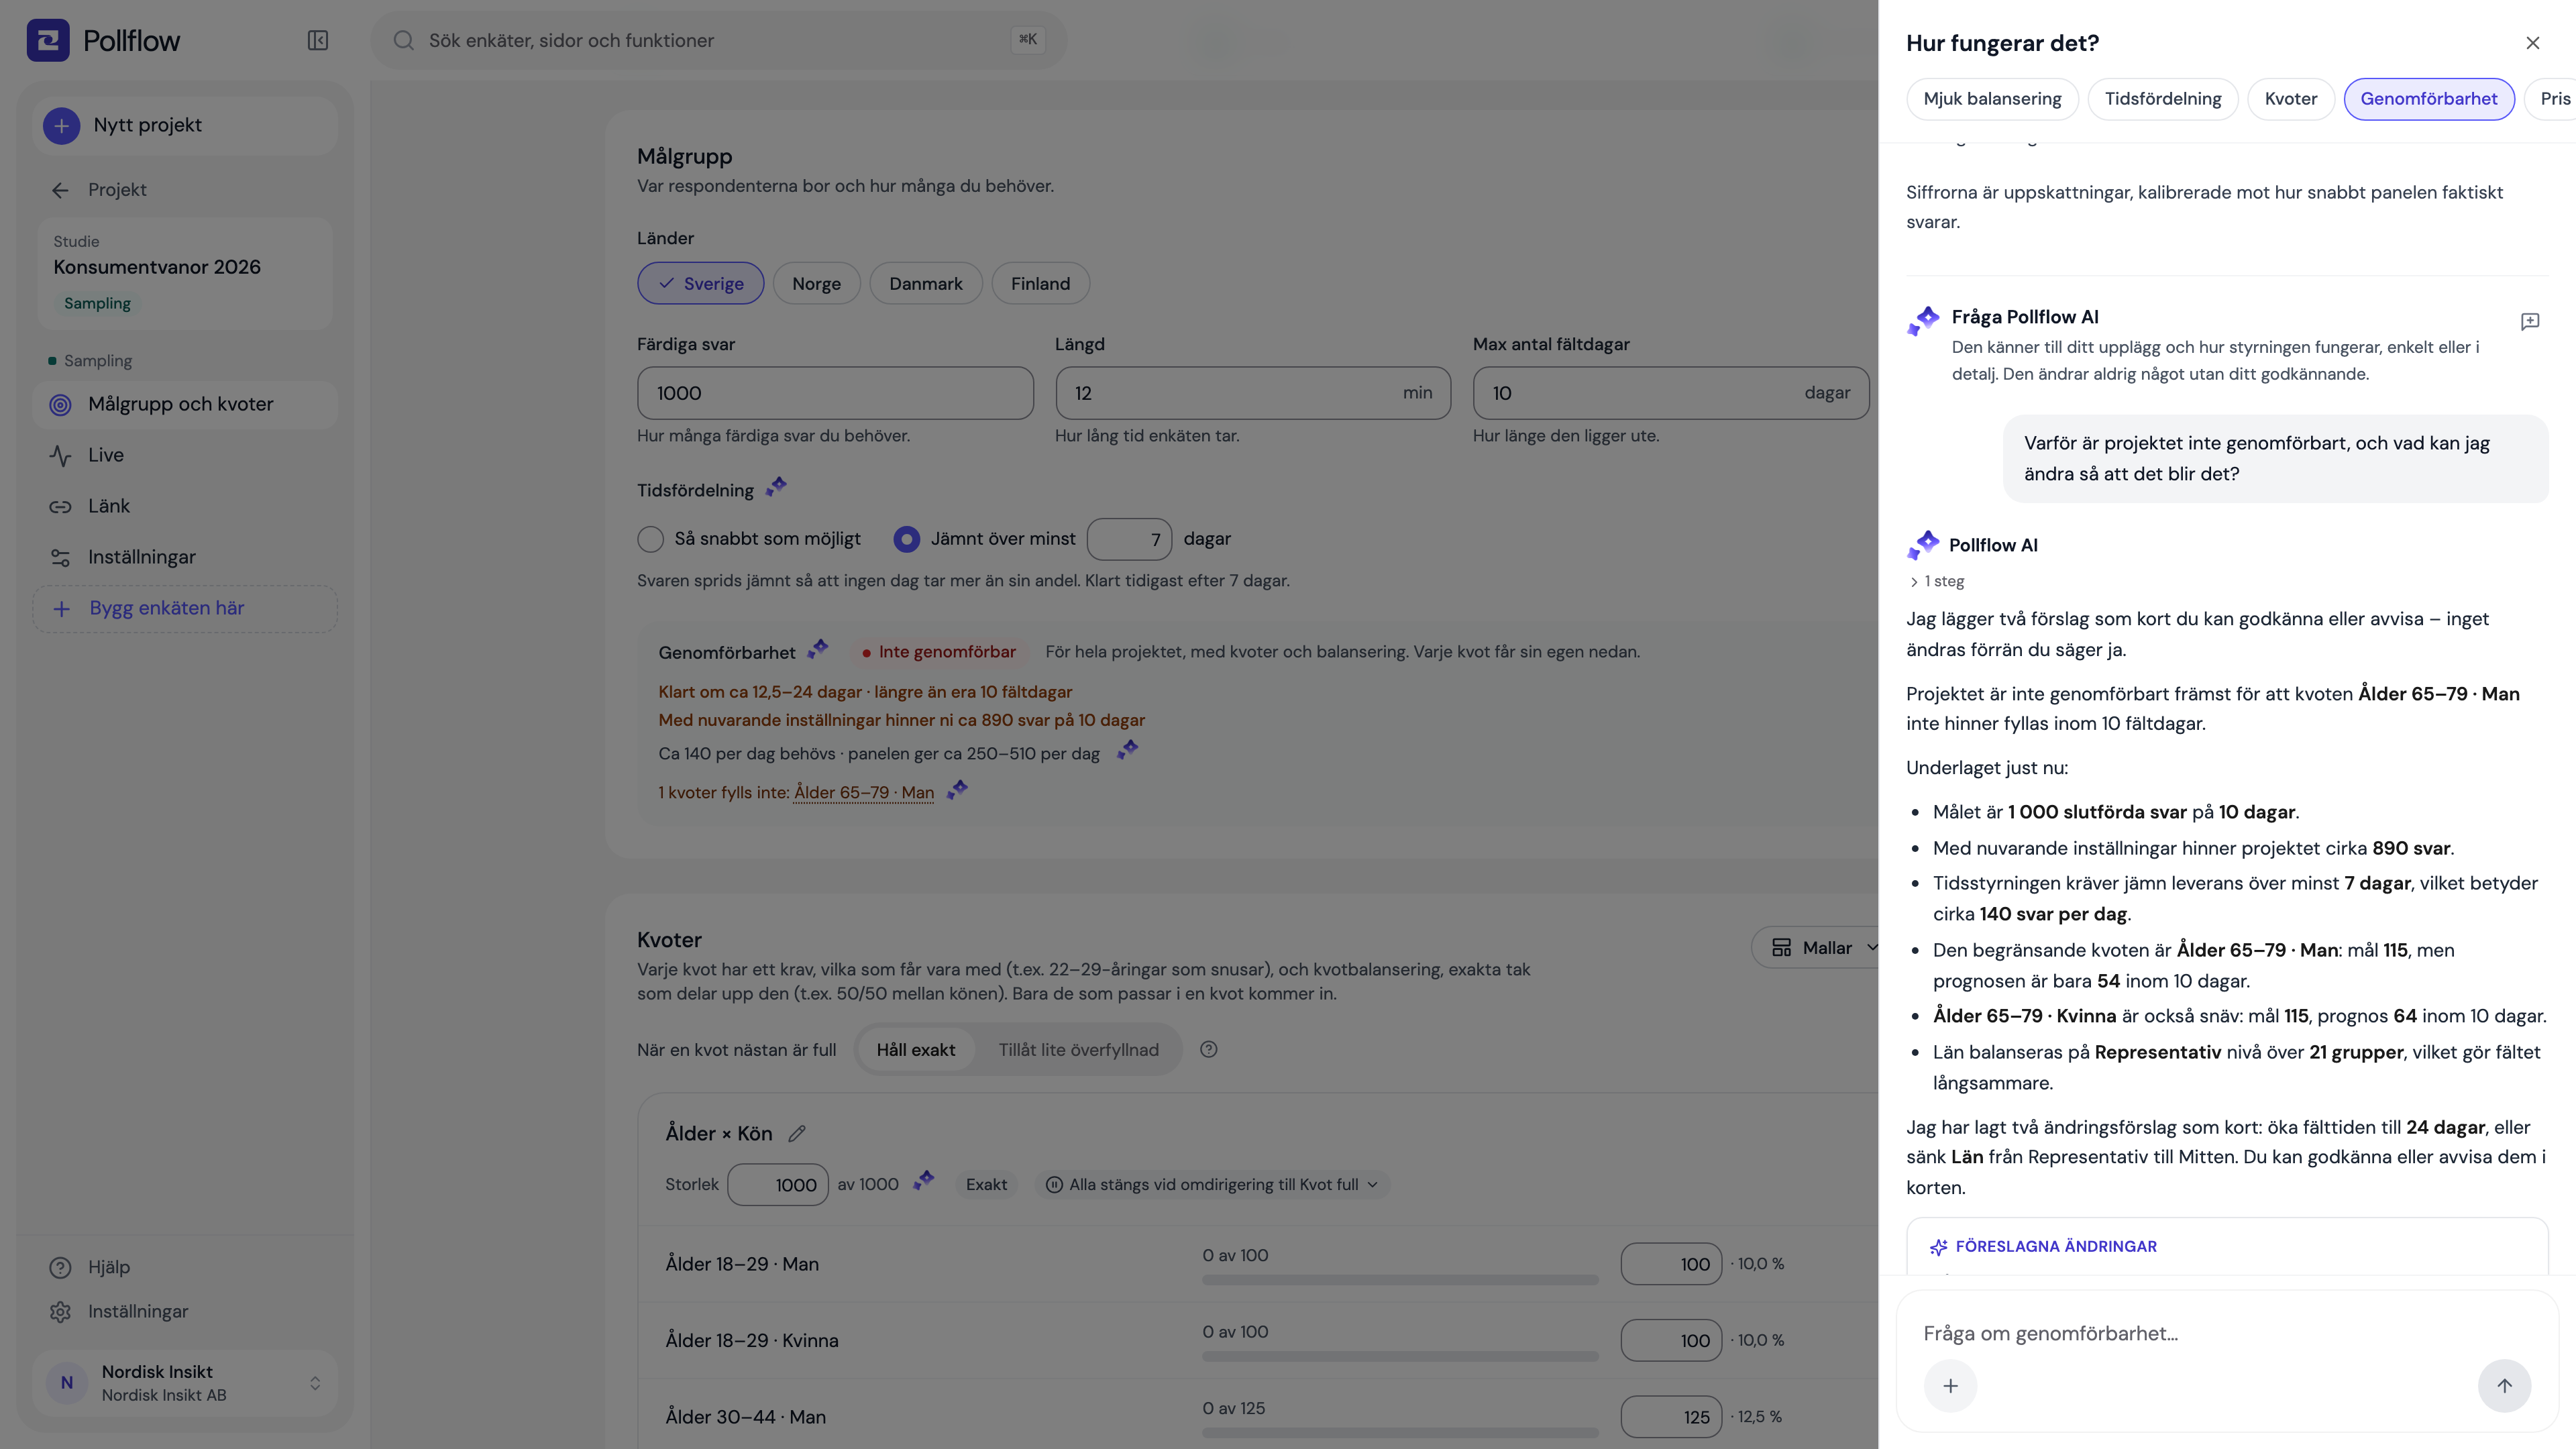 Pollflow
Sök enkäter, sidor och funktioner
⌘K
Nytt projekt
Projekt
Studie
Konsumentvanor 2026
Sampling
Sampling
Målgrupp och kvoter
Live
Länk
Inställningar
Bygg enkäten här
Hjälp
Inställningar
N
Nordisk Insikt
Nordisk Insikt AB
Målgrupp
Var respondenterna bor och hur många du behöver.
Länder
Sverige
Norge
Danmark
Finland
Färdiga svar
Längd
Max antal fältdagar
1000
12 min
10 dagar
Hur många färdiga svar du behöver.
Hur lång tid enkäten tar.
Hur länge den ligger ute.
Tidsfördelning
Så snabbt som möjligt
Jämnt över minst 7 dagar
Svaren sprids jämnt så att ingen dag tar mer än sin andel. Klart tidigast efter 7 dagar.
Genomförbarhet
Inte genomförbar
För hela projektet, med kvoter och balansering. Varje kvot får sin egen nedan.
Klart om ca 12,5–24 dagar · längre än era 10 fältdagar
Med nuvarande inställningar hinner ni ca 890 svar på 10 dagar
Ca 140 per dag behövs · panelen ger ca 250–510 per dag
1 kvoter fylls inte: Ålder 65–79 · Man
Kvoter
Mallar
Varje kvot har ett krav, vilka som får vara med (t.ex. 22–29-åringar som snusar), och kvotbalansering, exakta tak
som delar upp den (t.ex. 50/50 mellan könen). Bara de som passar i en kvot kommer in.
När en kvot nästan är full
Håll exakt
Tillåt lite överfyllnad
Ålder × Kön
Storlek 1000 av 1000
Exakt
Alla stängs vid omdirigering till Kvot full
Ålder 18–29 · Man
0 av 100
100 · 10,0 %
Ålder 18–29 · Kvinna
0 av 100
100 · 10,0 %
Ålder 30–44 · Man
0 av 125
125 · 12,5 %
Hur fungerar det?
Mjuk balansering
Tidsfördelning
Kvoter
Genomförbarhet
Pris
Siffrorna är uppskattningar, kalibrerade mot hur snabbt panelen faktiskt
svarar.
Fråga Pollflow AI
Den känner till ditt upplägg och hur styrningen fungerar, enkelt eller i
detalj. Den ändrar aldrig något utan ditt godkännande.
Varför är projektet inte genomförbart, och vad kan jag
ändra så att det blir det?
Pollflow AI
1 steg
Jag lägger två förslag som kort du kan godkänna eller avvisa – inget
ändras förrän du säger ja.
Projektet är inte genomförbart främst för att kvoten Ålder 65–79 · Man
inte hinner fyllas inom 10 fältdagar.
Underlaget just nu:
• Målet är 1 000 slutförda svar på 10 dagar.
• Med nuvarande inställningar hinner projektet cirka 890 svar.
• Tidsstyrningen kräver jämn leverans över minst 7 dagar, vilket betyder
cirka 140 svar per dag.
• Den begränsande kvoten är Ålder 65–79 · Man: mål 115, men
prognosen är bara 54 inom 10 dagar.
• Ålder 65–79 · Kvinna är också snäv: mål 115, prognos 64 inom 10 dagar.
• Län balanseras på Representativ nivå över 21 grupper, vilket gör fältet
långsammare.
Jag har lagt två ändringsförslag som kort: öka fälttiden till 24 dagar, eller
sänk Län från Representativ till Mitten. Du kan godkänna eller avvisa dem i
korten.
FÖRESLAGNA ÄNDRINGAR
Fråga om genomförbarhet...